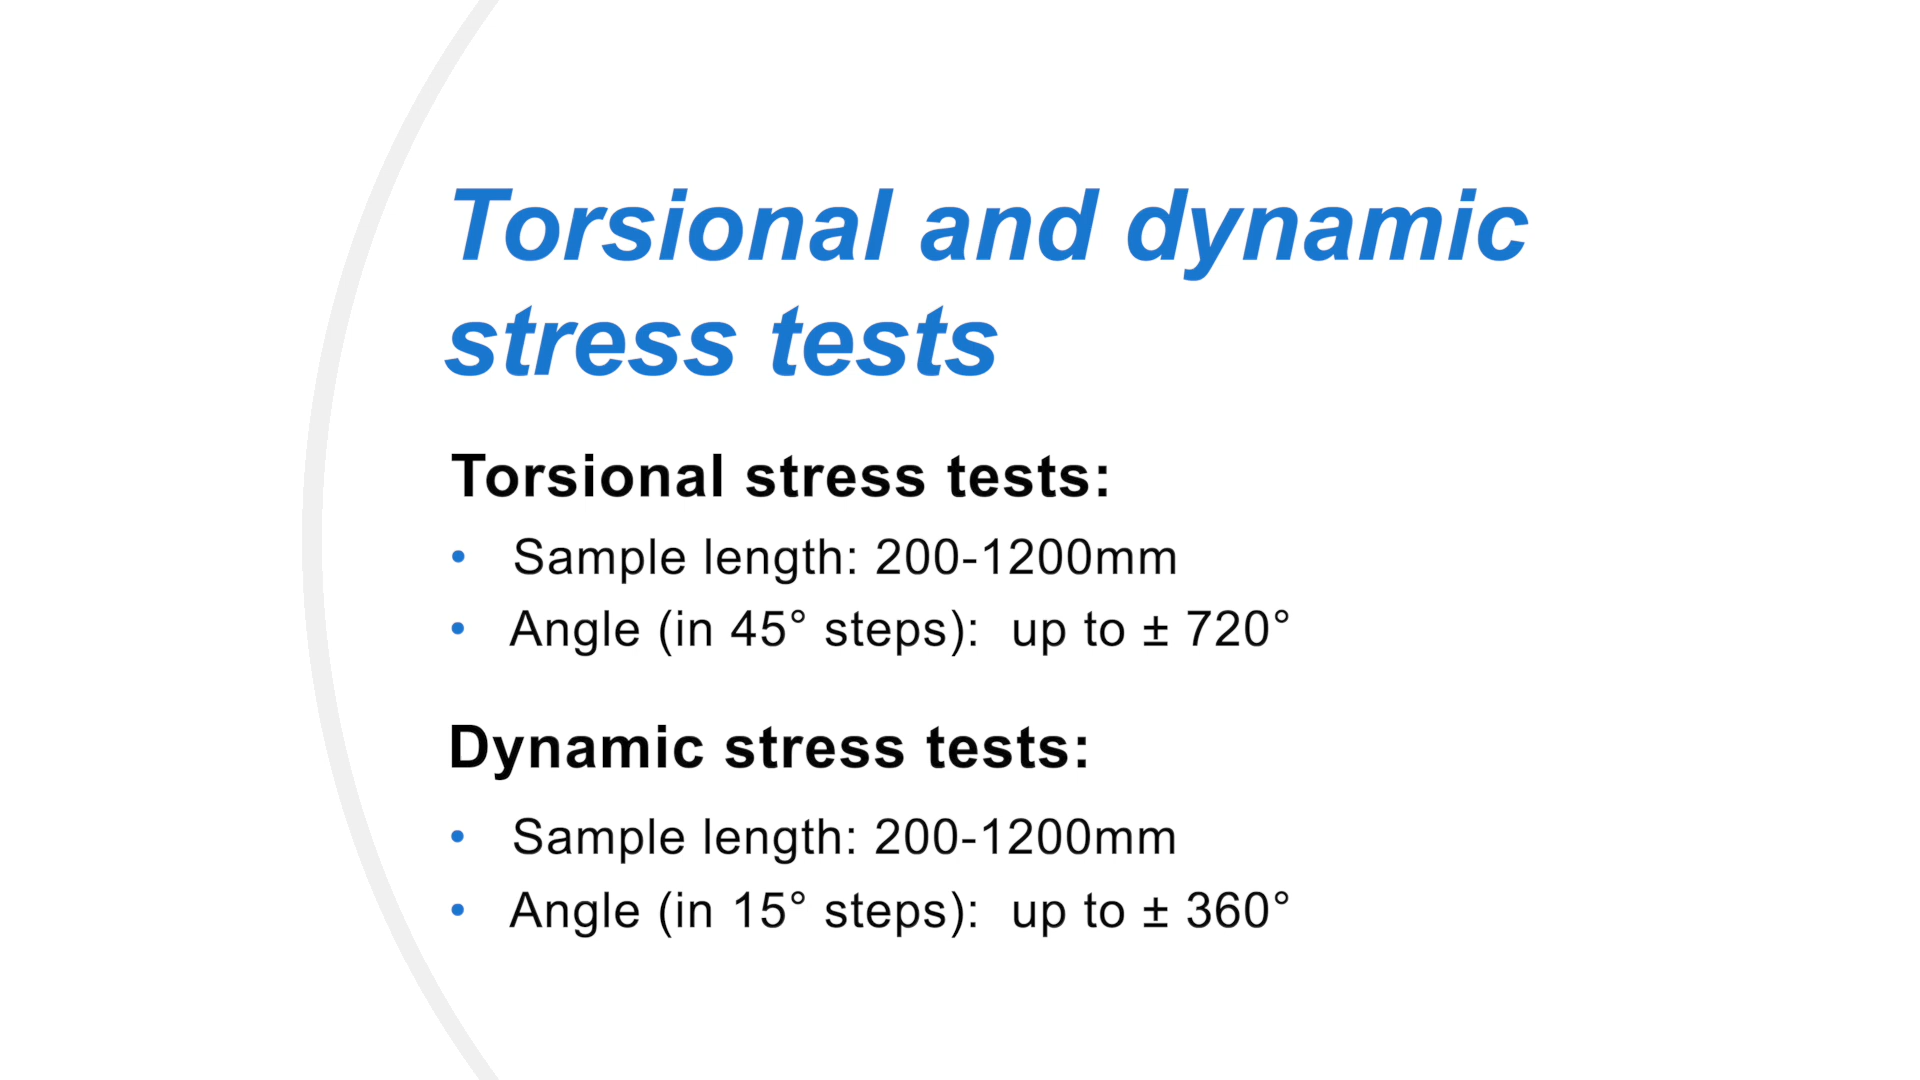 Torsional and dynamic
stress tests
Torsional stress tests:
• Sample length: 200-1200mm
• Angle (in 45° steps):  up to ± 720°
Dynamic stress tests:
• Sample length: 200-1200mm
• Angle (in 15° steps):  up to ± 360°